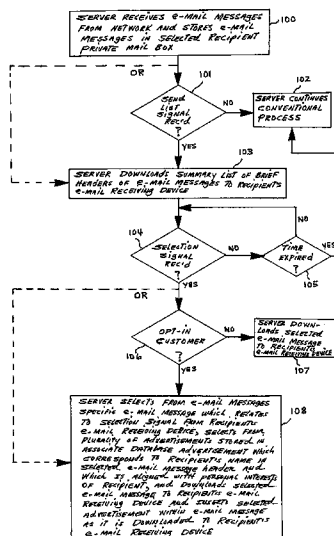 SERVER RECEIVES e-MAIL MESSAGES
FROM NETWORK AND STORES e-MAIL
MESSAGES IN SELECTED RECIPIENT
PRIVATE MAIL BOX
100
OR
101
SEND
LIST
SIGNAL
REC'D
?
NO
YES
102
SERVER CONTINUES
CONVENTIONAL
PROCESS
103
SERVER DOWNLOADS SUMMARY LIST OF BRIEF
HEADERS OF e-MAIL MESSAGES TO RECIPIENTS
e-MAIL RECEIVING DEVICE
104
SELECTION
SIGNAL
REC'D
?
NO
YES
TIME
EXPIRED
?
105
NO
YES
OR
OPT-IN
CUSTOMER
?
106
NO
YES
SERVER DOWN-
LOADS SELECTED
e-MAIL MESSAGE
TO RECIPIENTS
e-MAIL RECEIVING DEVICE
107
108
SERVER SELECTS FROM e-MAIL MESSAGES
SPECIFIC e-MAIL MESSAGE WHICH RELATES
TO SELECTION SIGNAL FROM RECIPIENTS
e-MAIL RECEIVING DEVICE, SELECTS FROM
PLURALITY OF ADVERTISEMENTS STORED IN
ASSOCIATE DATABASE ADVERTISEMENT WHICH
CORRESPONDS TO RECIPIENT'S NAME OF
SELECTED e-MAIL MESSAGE HEADER AND
WHICH IS ALIGNED WITH PERSONAL INTERESTS
OF RECIPIENT, AND DOWNLOADS SELECTED
e-MAIL MESSAGE TO RECIPIENTS e-MAIL
RECEIVING DEVICE AND INSERTS SELECTED
ADVERTISEMENT WITHIN e-MAIL MESSAGE
AS IT IS DOWNLOADED TO RECIPIENTS
e-MAIL RECEIVING DEVICE